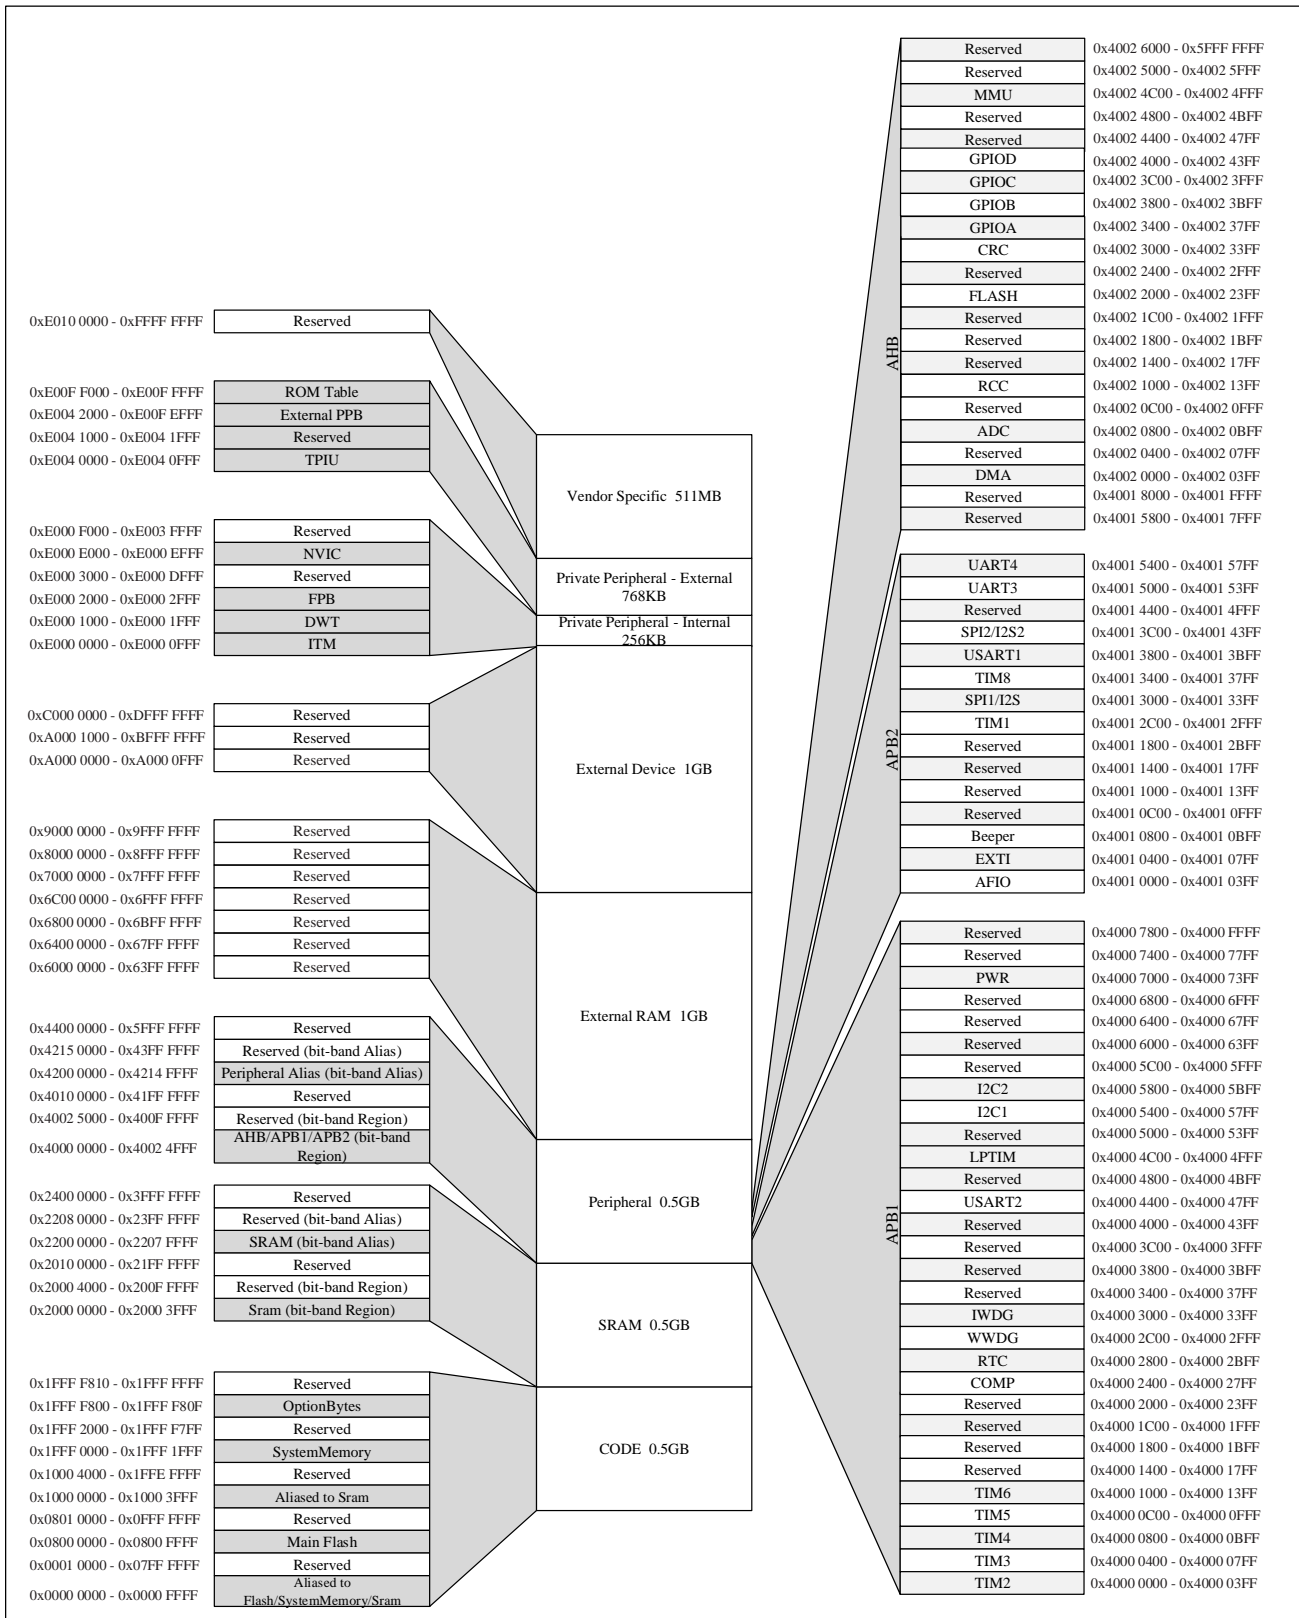 0xE010 0000 - 0xFFFF FFFF Reserved
0xE00F F000 - 0xE00F FFFF ROM Table
0xE004 2000 - 0xE00F EFFF External PPB
0xE004 1000 - 0xE004 1FFF Reserved
0xE004 0000 - 0xE004 0FFF TPIU
0xE000 F000 - 0xE003 FFFF Reserved
0xE000 E000 - 0xE000 EFFF NVIC
0xE000 3000 - 0xE000 DFFF Reserved
0xE000 2000 - 0xE000 2FFF FPB
0xE000 1000 - 0xE000 1FFF DWT
0xE000 0000 - 0xE000 0FFF ITM
0xC000 0000 - 0xDFFF FFFF Reserved
0xA000 1000 - 0xBFFF FFFF Reserved
0xA000 0000 - 0xA000 0FFF Reserved
0x9000 0000 - 0x9FFF FFFF Reserved
0x8000 0000 - 0x8FFF FFFF Reserved
0x7000 0000 - 0x7FFF FFFF Reserved
0x6C00 0000 - 0x6FFF FFFF Reserved
0x6800 0000 - 0x6BFF FFFF Reserved
0x6400 0000 - 0x67FF FFFF Reserved
0x6000 0000 - 0x63FF FFFF Reserved
0x4400 0000 - 0x5FFF FFFF Reserved
0x4215 0000 - 0x43FF FFFF Reserved (bit-band Alias)
0x4200 0000 - 0x4214 FFFF Peripheral Alias (bit-band Alias)
0x4010 0000 - 0x41FF FFFF Reserved
0x4002 5000 - 0x400F FFFF Reserved (bit-band Region)
0x4000 0000 - 0x4002 4FFF AHB/APB1/APB2 (bit-band
Region)
0x2400 0000 - 0x3FFF FFFF Reserved
0x2208 0000 - 0x23FF FFFF Reserved (bit-band Alias)
0x2200 0000 - 0x2207 FFFF SRAM (bit-band Alias)
0x2010 0000 - 0x21FF FFFF Reserved
0x2000 4000 - 0x200F FFFF Reserved (bit-band Region)
0x2000 0000 - 0x2000 3FFF Sram (bit-band Region)
0x1FFF F810 - 0x1FFF FFFF Reserved
0x1FFF F800 - 0x1FFF F80F OptionBytes
0x1FFF 2000 - 0x1FFF F7FF Reserved
0x1FFF 0000 - 0x1FFF 1FFF SystemMemory
0x1000 4000 - 0x1FFE FFFF Reserved
0x1000 0000 - 0x1000 3FFF Aliased to Sram
0x0801 0000 - 0x0FFF FFFF Reserved
0x0800 0000 - 0x0800 FFFF Main Flash
0x0001 0000 - 0x07FF FFFF Reserved
0x0000 0000 - 0x0000 FFFF Aliased to
Flash/SystemMemory/Sram
Vendor Specific 511MB
Private Peripheral - External
768KB
Private Peripheral - Internal
256KB
External Device 1GB
External RAM 1GB
Peripheral 0.5GB
SRAM 0.5GB
CODE 0.5GB
AHB
Reserved 0x4002 6000 - 0x5FFF FFFF
Reserved 0x4002 5000 - 0x4002 5FFF
MMU 0x4002 4C00 - 0x4002 4FFF
Reserved 0x4002 4800 - 0x4002 4BFF
Reserved 0x4002 4400 - 0x4002 47FF
GPIOD 0x4002 4000 - 0x4002 43FF
GPIOC 0x4002 3C00 - 0x4002 3FFF
GPIOB 0x4002 3800 - 0x4002 3BFF
GPIOA 0x4002 3400 - 0x4002 37FF
CRC 0x4002 3000 - 0x4002 33FF
Reserved 0x4002 2400 - 0x4002 2FFF
FLASH 0x4002 2000 - 0x4002 23FF
Reserved 0x4002 1C00 - 0x4002 1FFF
Reserved 0x4002 1800 - 0x4002 1BFF
Reserved 0x4002 1400 - 0x4002 17FF
RCC 0x4002 1000 - 0x4002 13FF
Reserved 0x4002 0C00 - 0x4002 0FFF
ADC 0x4002 0800 - 0x4002 0BFF
Reserved 0x4002 0400 - 0x4002 07FF
DMA 0x4002 0000 - 0x4002 03FF
Reserved 0x4001 8000 - 0x4001 FFFF
Reserved 0x4001 5800 - 0x4001 7FFF
APB2
UART4 0x4001 5400 - 0x4001 57FF
UART3 0x4001 5000 - 0x4001 53FF
Reserved 0x4001 4400 - 0x4001 4FFF
SPI2/I2S2 0x4001 3C00 - 0x4001 43FF
USART1 0x4001 3800 - 0x4001 3BFF
TIM8 0x4001 3400 - 0x4001 37FF
SPI1/I2S 0x4001 3000 - 0x4001 33FF
TIM1 0x4001 2C00 - 0x4001 2FFF
Reserved 0x4001 1800 - 0x4001 2BFF
Reserved 0x4001 1400 - 0x4001 17FF
Reserved 0x4001 1000 - 0x4001 13FF
Reserved 0x4001 0C00 - 0x4001 0FFF
Beeper 0x4001 0800 - 0x4001 0BFF
EXTI 0x4001 0400 - 0x4001 07FF
AFIO 0x4001 0000 - 0x4001 03FF
APB1
Reserved 0x4000 7800 - 0x4000 FFFF
Reserved 0x4000 7400 - 0x4000 77FF
PWR 0x4000 7000 - 0x4000 73FF
Reserved 0x4000 6800 - 0x4000 6FFF
Reserved 0x4000 6400 - 0x4000 67FF
Reserved 0x4000 6000 - 0x4000 63FF
Reserved 0x4000 5C00 - 0x4000 5FFF
I2C2 0x4000 5800 - 0x4000 5BFF
I2C1 0x4000 5400 - 0x4000 57FF
Reserved 0x4000 5000 - 0x4000 53FF
LPTIM 0x4000 4C00 - 0x4000 4FFF
Reserved 0x4000 4800 - 0x4000 4BFF
USART2 0x4000 4400 - 0x4000 47FF
Reserved 0x4000 4000 - 0x4000 43FF
Reserved 0x4000 3C00 - 0x4000 3FFF
Reserved 0x4000 3800 - 0x4000 3BFF
Reserved 0x4000 3400 - 0x4000 37FF
IWDG 0x4000 3000 - 0x4000 33FF
WWDG 0x4000 2C00 - 0x4000 2FFF
RTC 0x4000 2800 - 0x4000 2BFF
COMP 0x4000 2400 - 0x4000 27FF
Reserved 0x4000 2000 - 0x4000 23FF
Reserved 0x4000 1C00 - 0x4000 1FFF
Reserved 0x4000 1800 - 0x4000 1BFF
Reserved 0x4000 1400 - 0x4000 17FF
TIM6 0x4000 1000 - 0x4000 13FF
TIM5 0x4000 0C00 - 0x4000 0FFF
TIM4 0x4000 0800 - 0x4000 0BFF
TIM3 0x4000 0400 - 0x4000 07FF
TIM2 0x4000 0000 - 0x4000 03FF